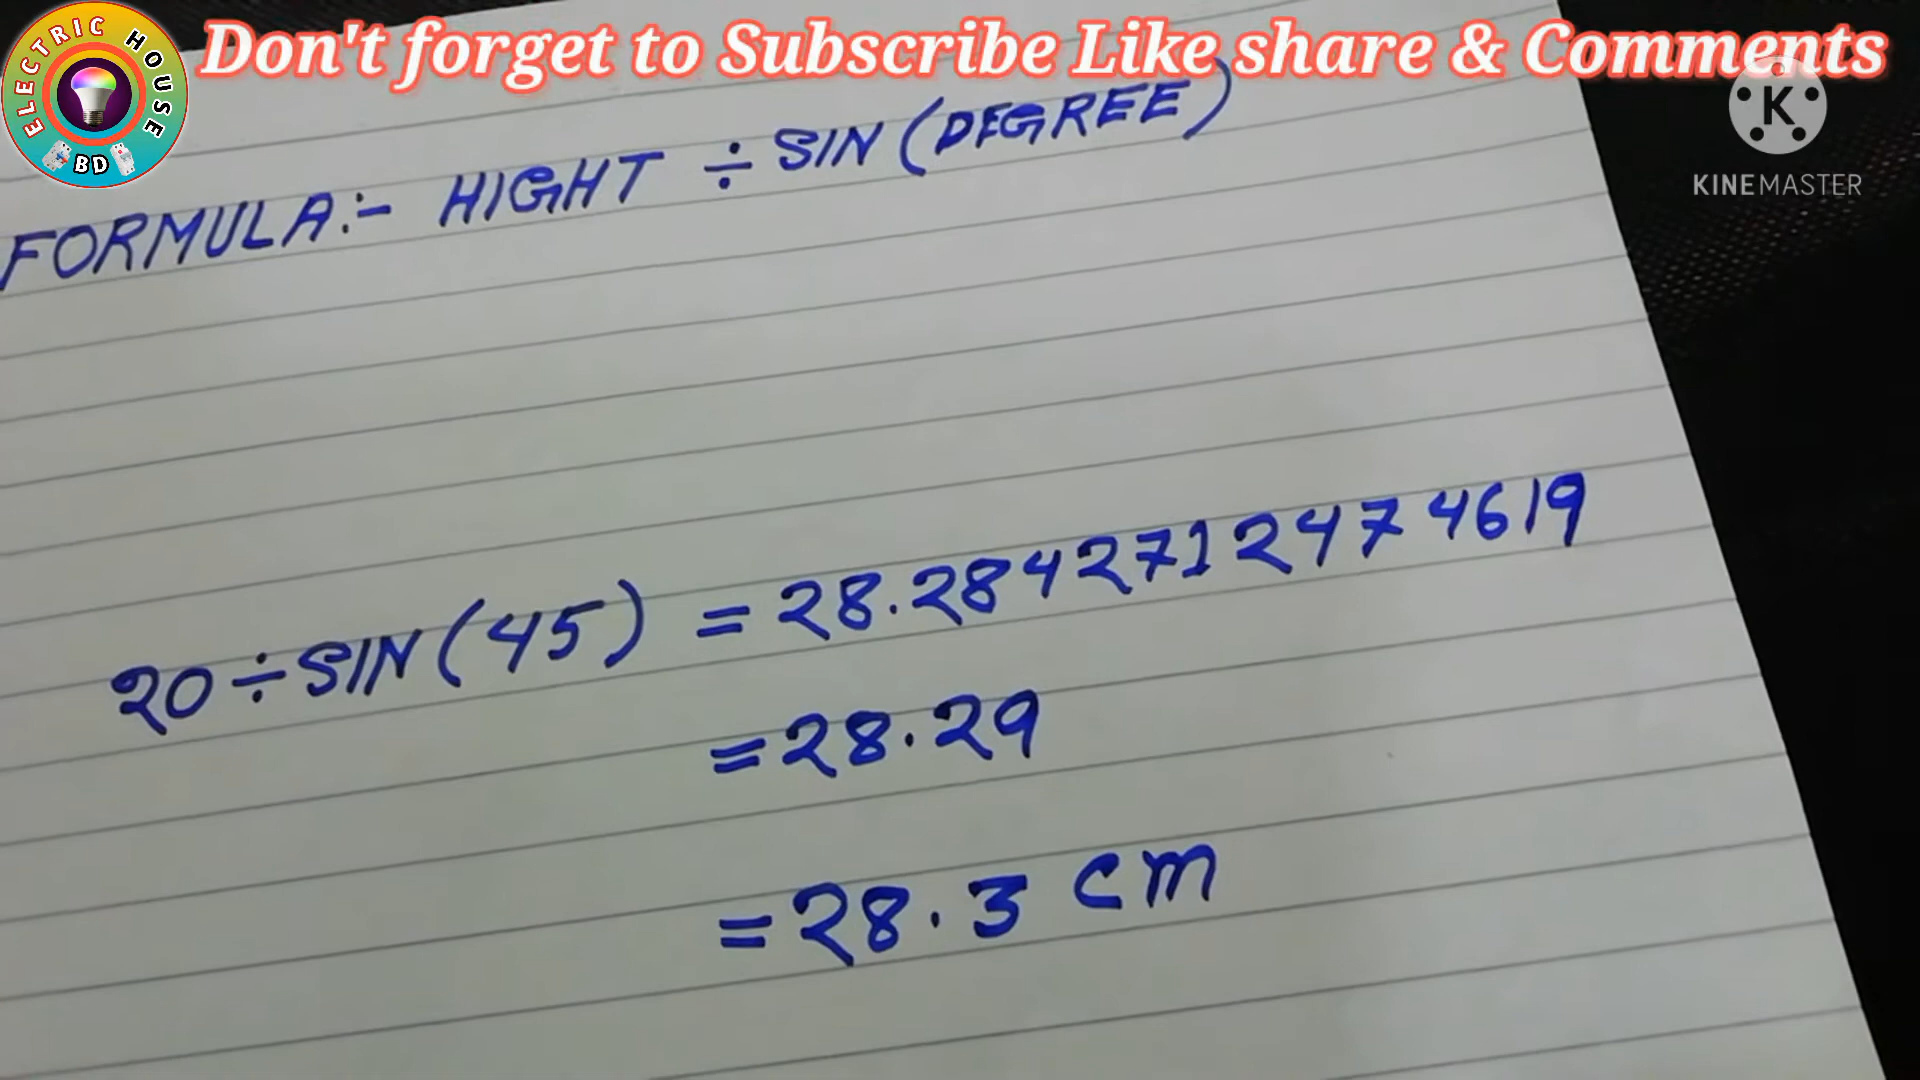 Don't forget to Subscribe Like share & Comments
ELECTRIC HOUSE
BD
K
KINEMASTER
FORMULA:- HIGHT ÷ SIN (DEGREE)
20÷SIN(45) = 28.2842712474619
=28.29
=28.3 cm